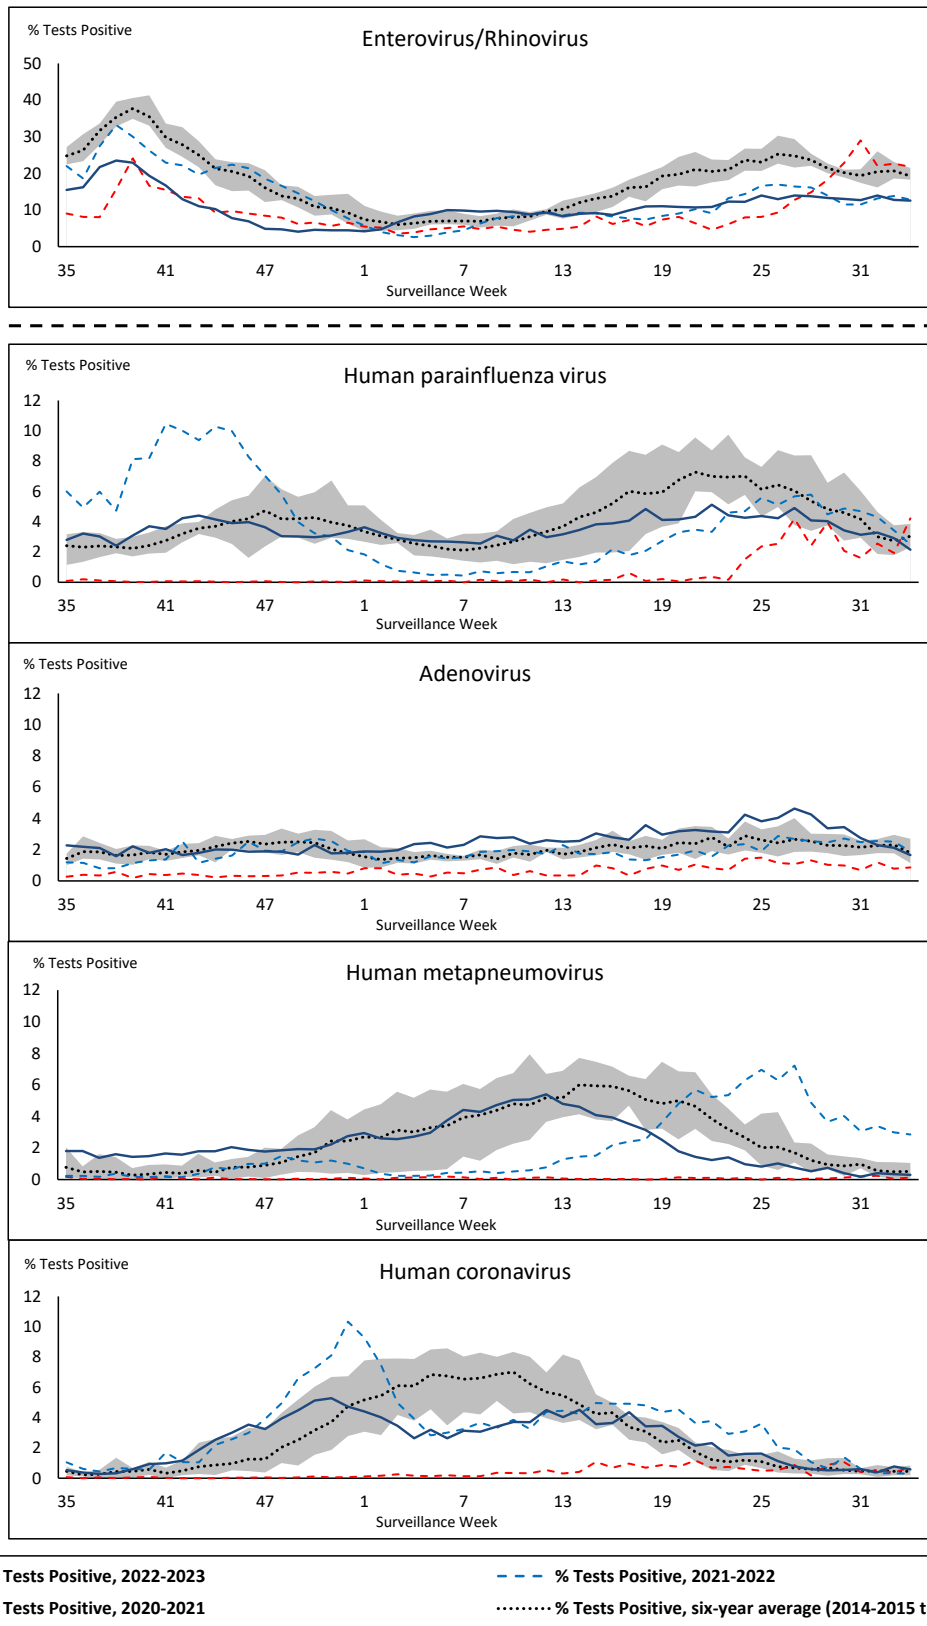 % Tests Positive
Enterovirus/Rhinovirus
50
40
30
20
10
0
35 41 47 1 7 13 19 25 31
Surveillance Week
% Tests Positive
Human parainfluenza virus
12
10
8
6
4
2
0
35 41 47 1 7 13 19 25 31
Surveillance Week
% Tests Positive
Adenovirus
12
10
8
6
4
2
0
35 41 47 1 7 13 19 25 31
Surveillance Week
% Tests Positive
Human metapneumovirus
12
10
8
6
4
2
0
35 41 47 1 7 13 19 25 31
Surveillance Week
% Tests Positive
Human coronavirus
12
10
8
6
4
2
0
35 41 47 1 7 13 19 25 31
Surveillance Week
Tests Positive, 2022-2023 % Tests Positive, 2021-2022
Tests Positive, 2020-2021 % Tests Positive, six-year average (2014-2015 t